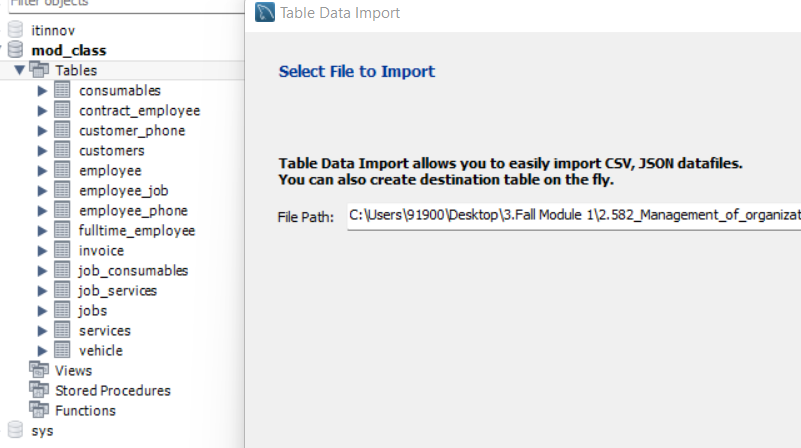 Filter objects
itinnov
mod_class
Tables
consumables
contract_employee
customer_phone
customers
employee
employee_job
employee_phone
fulltime_employee
invoice
job_consumables
job_services
jobs
services
vehicle
Views
Stored Procedures
Functions
sys
Table Data Import
Select File to Import
Table Data Import allows you to easily import CSV, JSON datafiles.
You can also create destination table on the fly.
File Path: C:\Users\91900\Desktop\3.Fall Module 1\2.582_Management_of_organizat